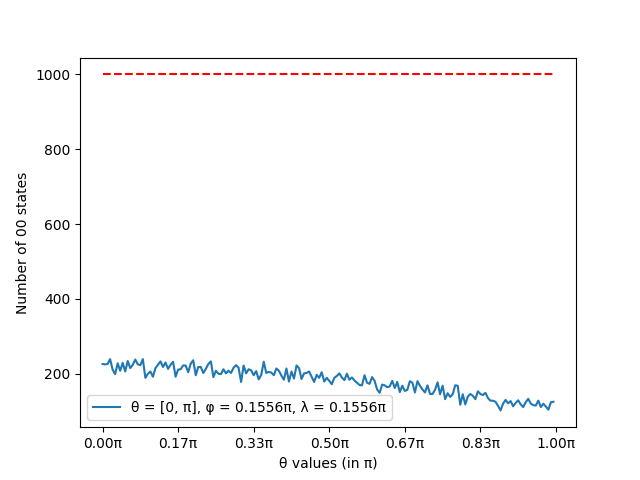 1000
800
600
400
200
Number of 00 states
θ = [0, π], φ = 0.1556π, λ = 0.1556π
0.00π 0.17π 0.33π 0.50π 0.67π 0.83π 1.00π
θ values (in π)